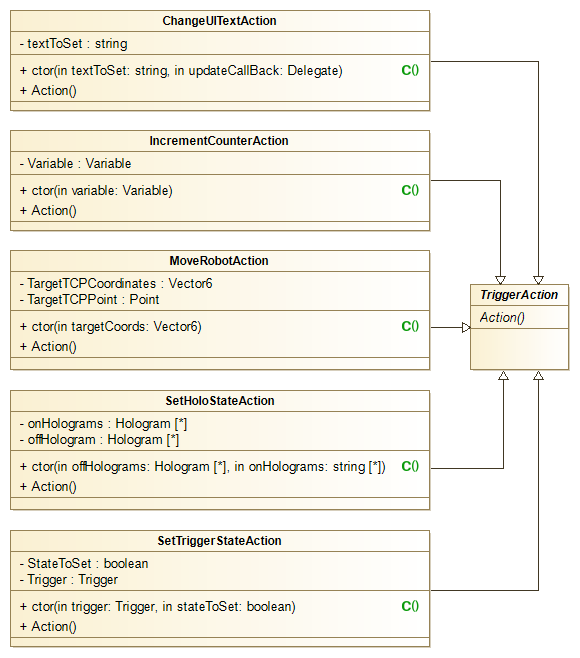 ChangeUITextAction
- textToSet : string
+ ctor(in textToSet: string, in updateCallBack: Delegate) C()
+ Action()
IncrementCounterAction
- Variable : Variable
+ ctor(in variable: Variable) C()
+ Action()
MoveRobotAction
- TargetTCPCoordinates : Vector6
- TargetTCPPoint : Point
+ ctor(in targetCoords: Vector6) C()
+ Action()
TriggerAction
Action()
SetHoloStateAction
- onHolograms : Hologram [*]
- offHologram : Hologram [*]
+ ctor(in offHolograms: Hologram [*], in onHolograms: string [*]) C()
+ Action()
SetTriggerStateAction
- StateToSet : boolean
- Trigger : Trigger
+ ctor(in trigger: Trigger, in stateToSet: boolean) C()
+ Action()